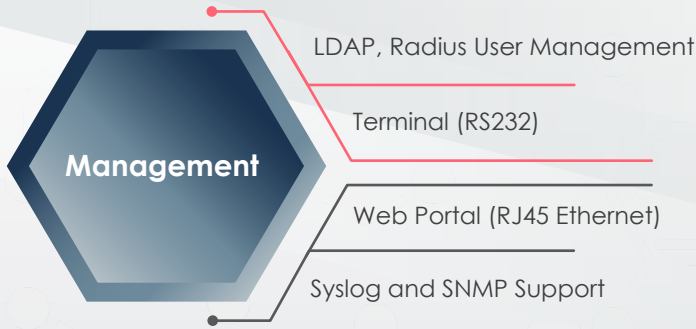 LDAP, Radius User Management
Terminal (RS232)
Management
Web Portal (RJ45 Ethernet)
Syslog and SNMP Support